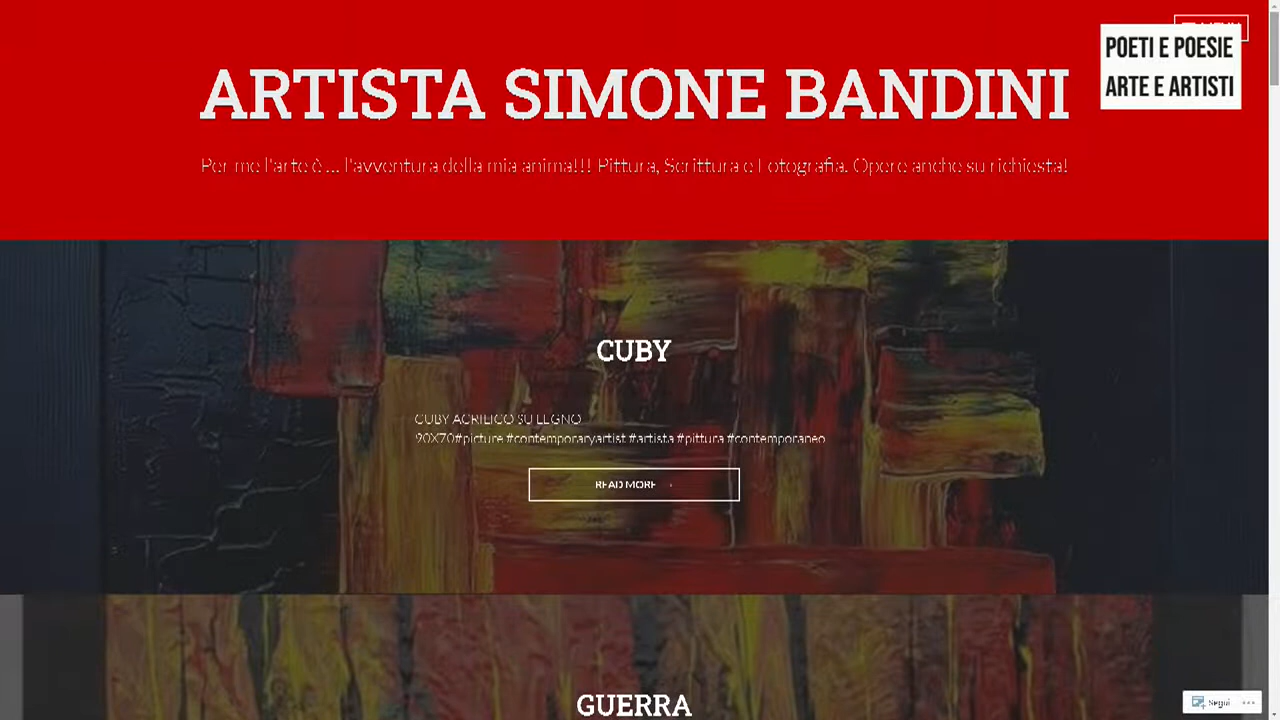 POETI E POESIE
ARTE E ARTISTI
ARTISTA SIMONE BANDINI
Per me l'arte è ... l'avventura della mia anima!!! Pittura, Scrittura e Fotografia. Opere anche su richiesta!
CUBY
CUBY ACRILICO SU LEGNO
90X70#picture #contemporaryartist #artista #pittura #contemporaneo
READ MORE →
GUERRA
Segui